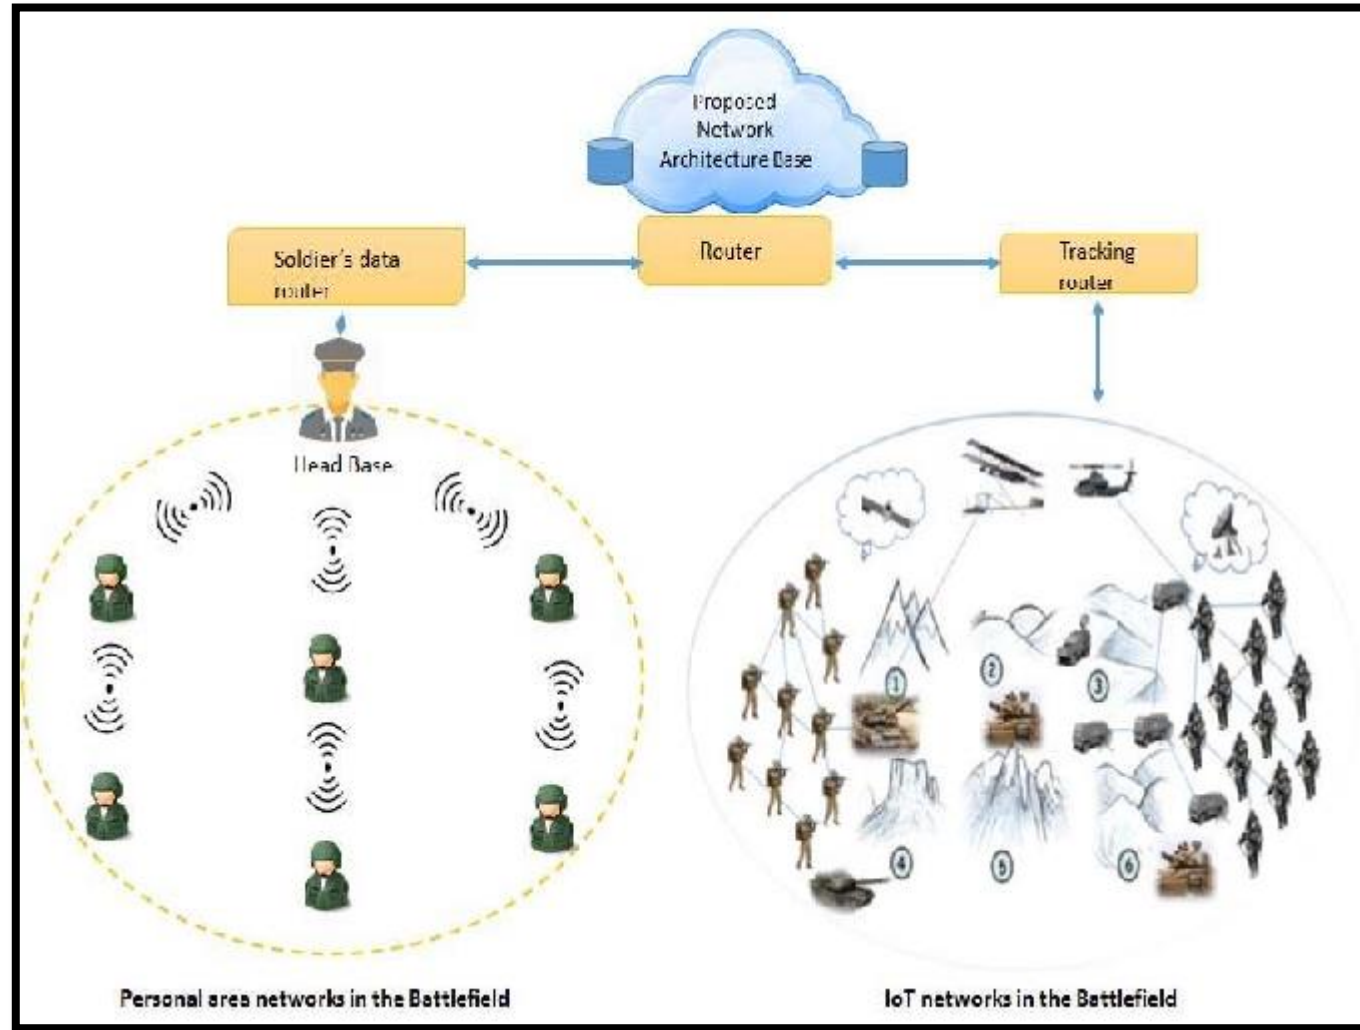 Proposed
Network
Architecture Base
Soldier's data
router
Router
Tracking
router
Head Base
1
2
3
4
5
6
Personal area networks in the Battlefield
IoT networks in the Battlefield